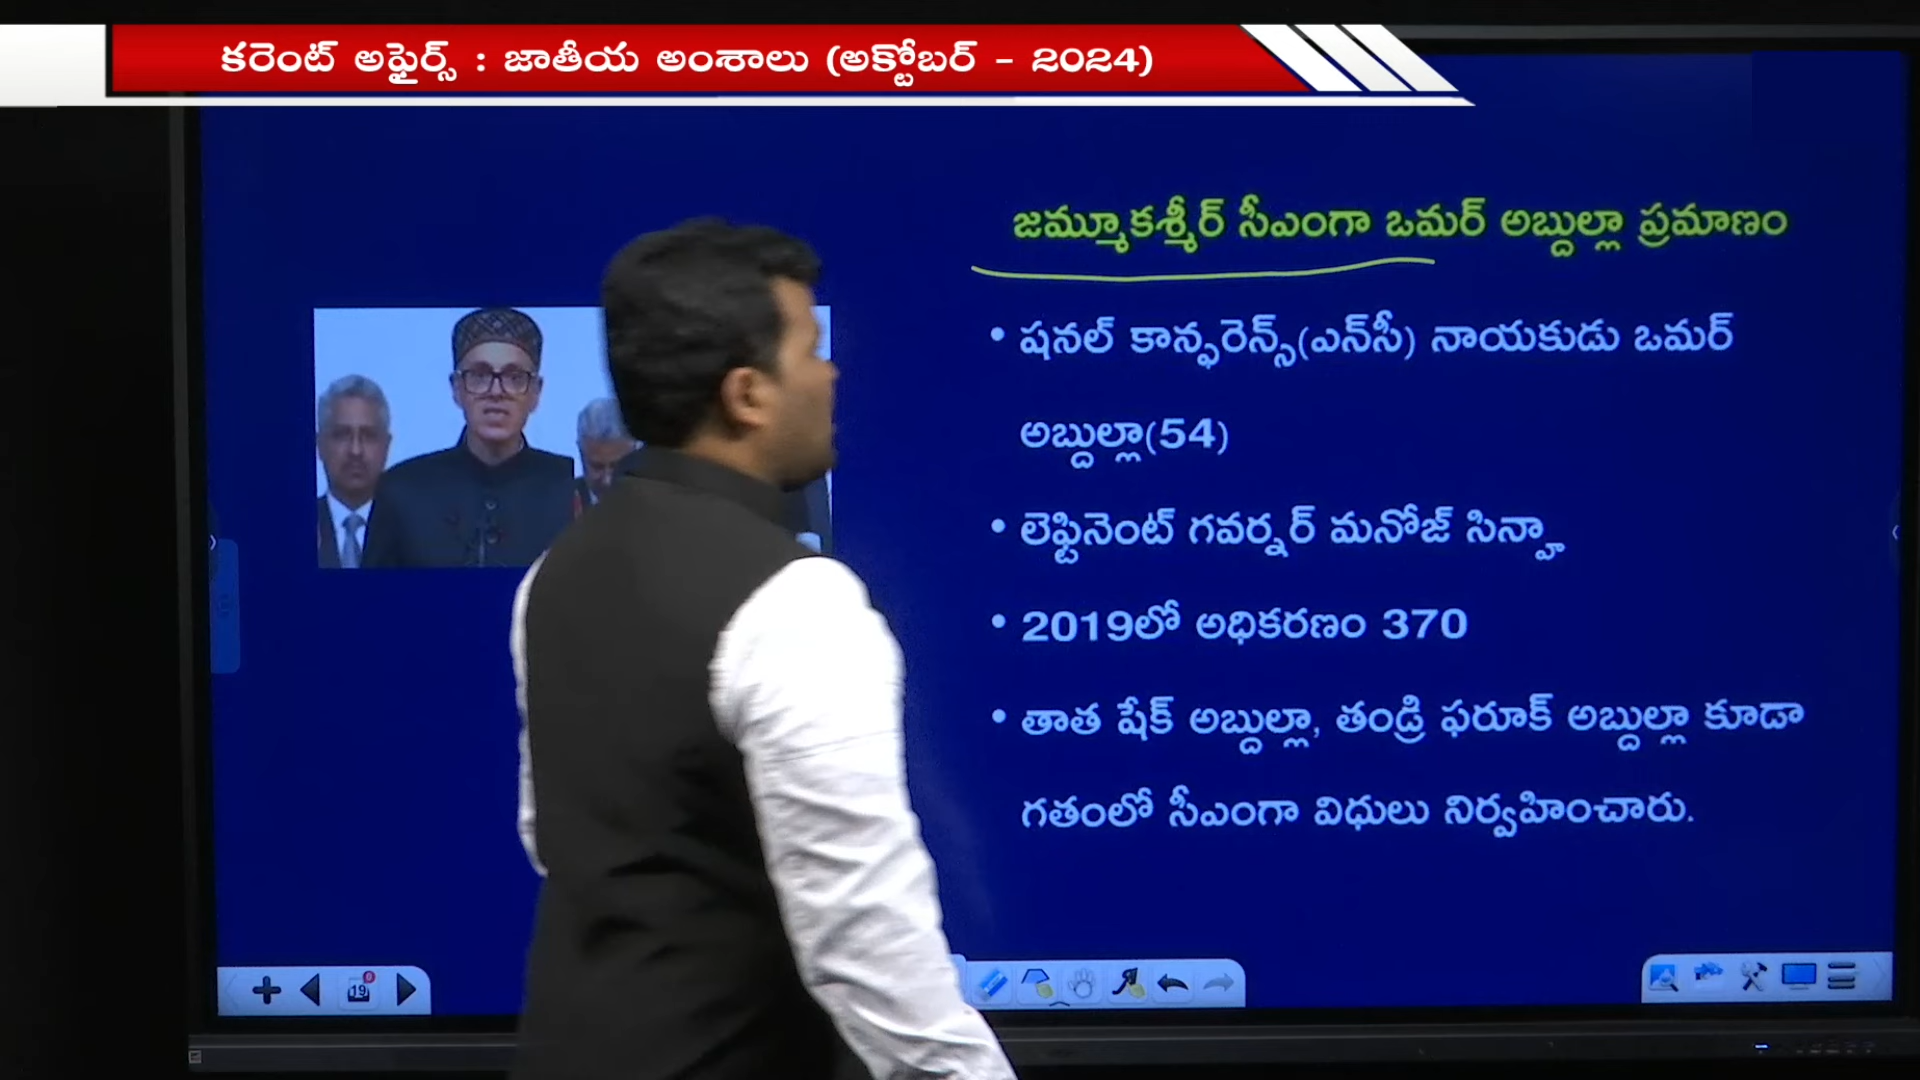 కరెంట్ అఫైర్స్ : జాతీయ అంశాలు (అక్టోబర్ - 2024)
జమ్మూకశ్మీర్ సీఎంగా ఒమర్ అబ్దుల్లా ప్రమాణం
• షనల్ కాన్ఫరెన్స్(ఎన్‌సీ) నాయకుడు ఒమర్
అబ్దుల్లా(54)
• లెఫ్టినెంట్ గవర్నర్ మనోజ్ సిన్హా
• 2019లో అధికరణం 370
• తాత షేక్ అబ్దుల్లా, తండ్రి ఫరూక్ అబ్దుల్లా కూడా
గతంలో సీఎంగా విధులు నిర్వహించారు.
19